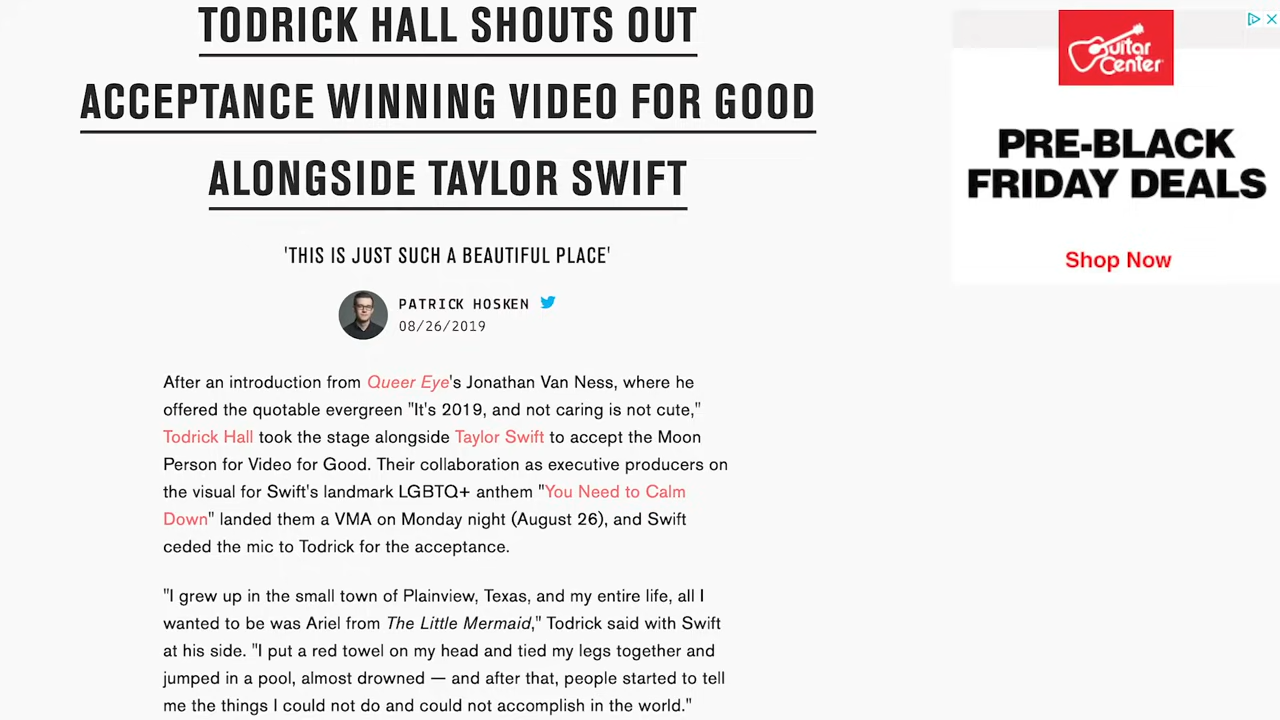 TODRICK HALL SHOUTS OUT
ACCEPTANCE WINNING VIDEO FOR GOOD
ALONGSIDE TAYLOR SWIFT
'THIS IS JUST SUCH A BEAUTIFUL PLACE'
PATRICK HOSKEN
08/26/2019
After an introduction from Queer Eye's Jonathan Van Ness, where he
offered the quotable evergreen "It's 2019, and not caring is not cute,"
Todrick Hall took the stage alongside Taylor Swift to accept the Moon
Person for Video for Good. Their collaboration as executive producers on
the visual for Swift's landmark LGBTQ+ anthem "You Need to Calm
Down" landed them a VMA on Monday night (August 26), and Swift
ceded the mic to Todrick for the acceptance.
"I grew up in the small town of Plainview, Texas, and my entire life, all I
wanted to be was Ariel from The Little Mermaid," Todrick said with Swift
at his side. "I put a red towel on my head and tied my legs together and
jumped in a pool, almost drowned — and after that, people started to tell
me the things I could not do and could not accomplish in the world."
Guitar
Center
PRE-BLACK
FRIDAY DEALS
Shop Now